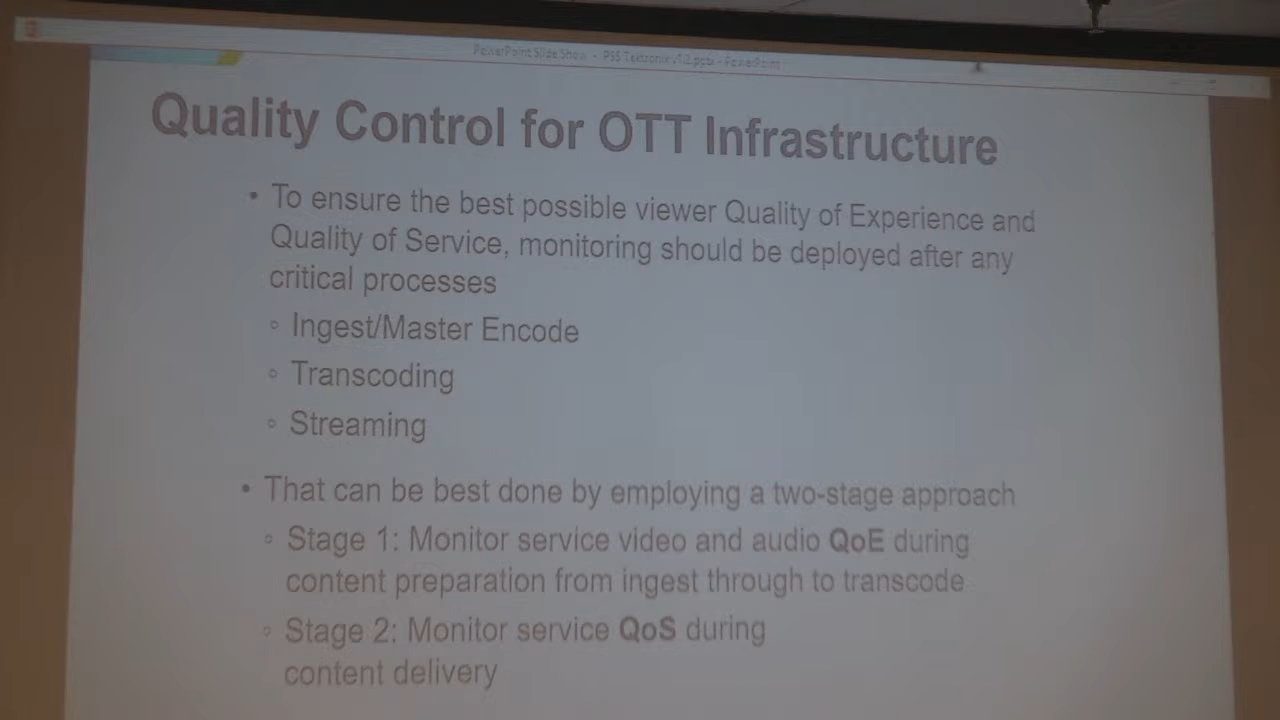 PowerPoint Slide Show - PS5 Tektronix v1.2.pptx - PowerPoint
Quality Control for OTT Infrastructure
• To ensure the best possible viewer Quality of Experience and
Quality of Service, monitoring should be deployed after any
critical processes
◦ Ingest/Master Encode
◦ Transcoding
◦ Streaming
• That can be best done by employing a two-stage approach
◦ Stage 1: Monitor service video and audio QoE during
content preparation from ingest through to transcode
◦ Stage 2: Monitor service QoS during
content delivery